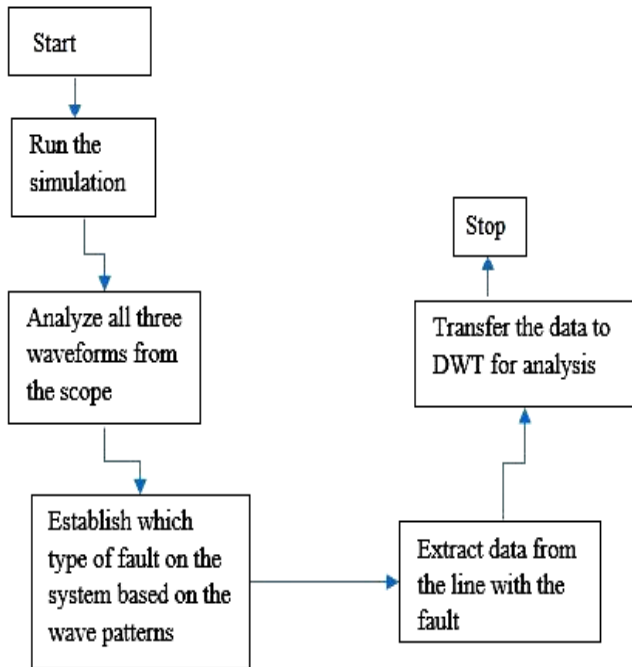 Start
Run the
simulation
Analyze all three
waveforms from
the scope
Establish which
type of fault on the
system based on the
wave patterns
Extract data from
the line with the
fault
Transfer the data to
DWT for analysis
Stop